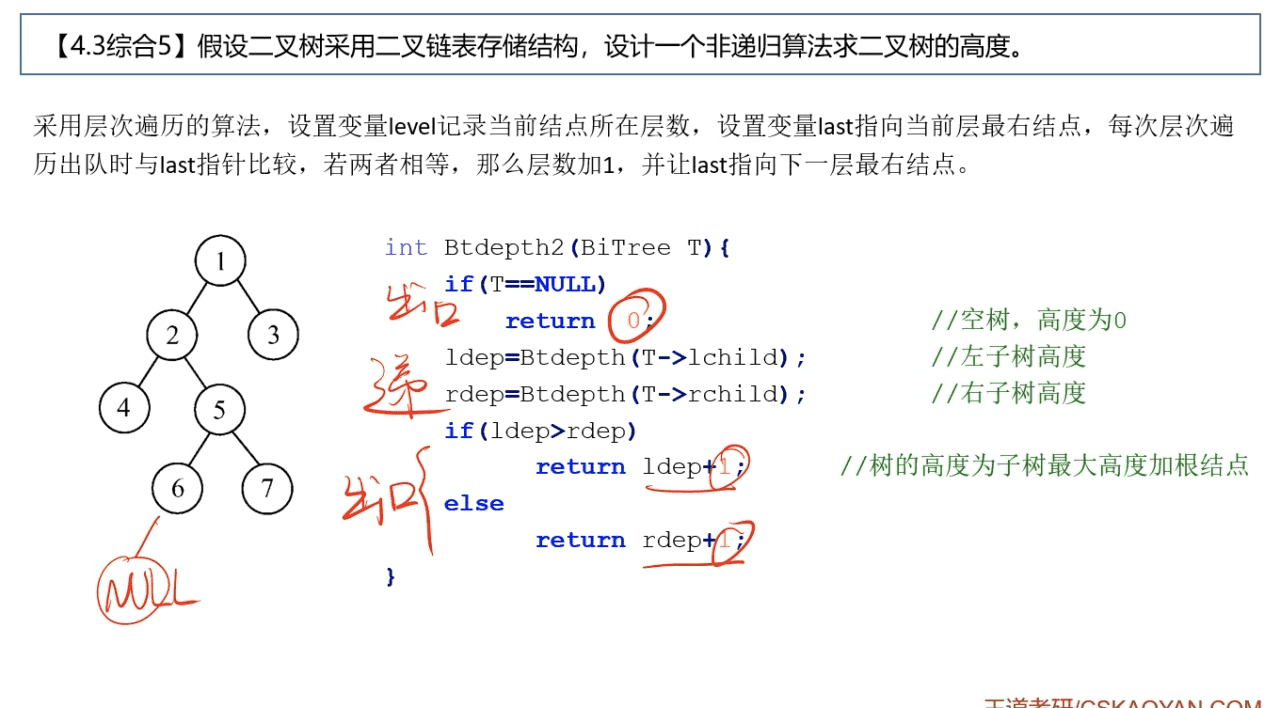 【4.3综合5】假设二叉树采用二叉链表存储结构，设计一个非递归算法求二叉树的高度。
采用层次遍历的算法，设置变量level记录当前结点所在层数，设置变量last指向当前层最右结点，每次层次遍
历出队时与last指针比较，若两者相等，那么层数加1，并让last指向下一层最右结点。
int Btdepth2(BiTree T){
if(T==NULL)
出口
return 0; //空树，高度为0
ldep=Btdepth(T->lchild); //左子树高度
递
rdep=Btdepth(T->rchild); //右子树高度
if(ldep>rdep)
return ldep+1; //树的高度为子树最大高度加根结点
出口
else
return rdep+1;
}
1
2 3
4 5
6 7
NULL
王道考研/CSKAOYAN.COM